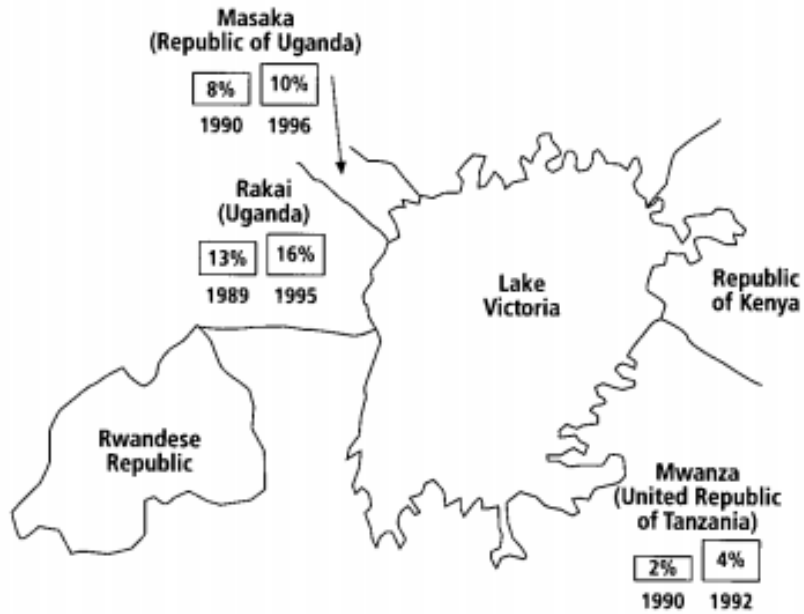 Masaka
(Republic of Uganda)
8% 10%
1990 1996
Rakai
(Uganda)
13% 16%
1989 1995
Lake
Victoria
Republic
of Kenya
Rwandese
Republic
Mwanza
(United Republic
of Tanzania)
2% 4%
1990 1992